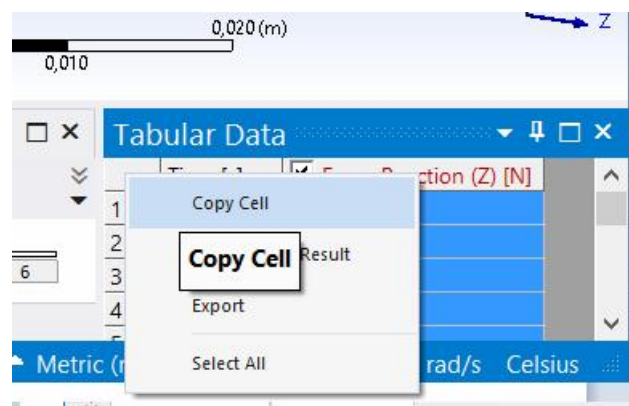 0,020 (m)
Z
0,010
Tabular Data
ction (Z) [N]
1
Copy Cell
2
Copy Cell
Result
6
3
4
Export
Metric (
Select All
rad/s Celsius